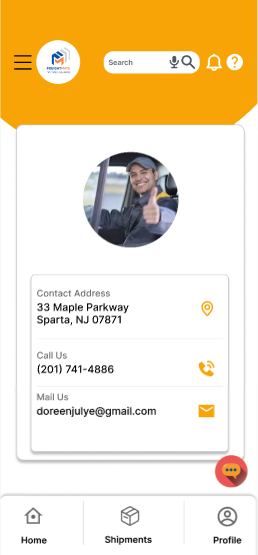 Search
Contact Address
33 Maple Parkway
Sparta, NJ 07871
Call Us
(201) 741-4886
Mail Us
doreenjulye@gmail.com
Home
Shipments
Profile